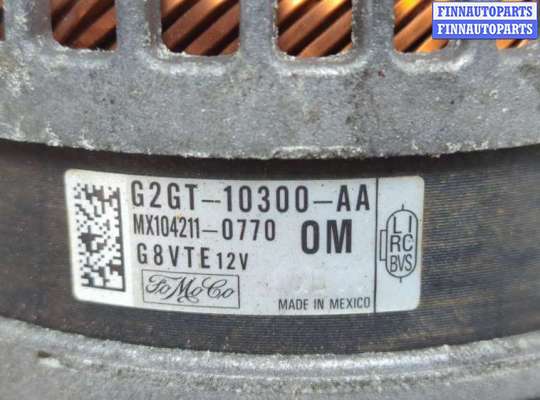 FINNAUTOPARTS
FINNAUTOPARTS
G2GT-10300-AA
MX104211-0770 OM
G8VTE12V
FoMoCo
MADE IN MEXICO
LI
RC
BVS